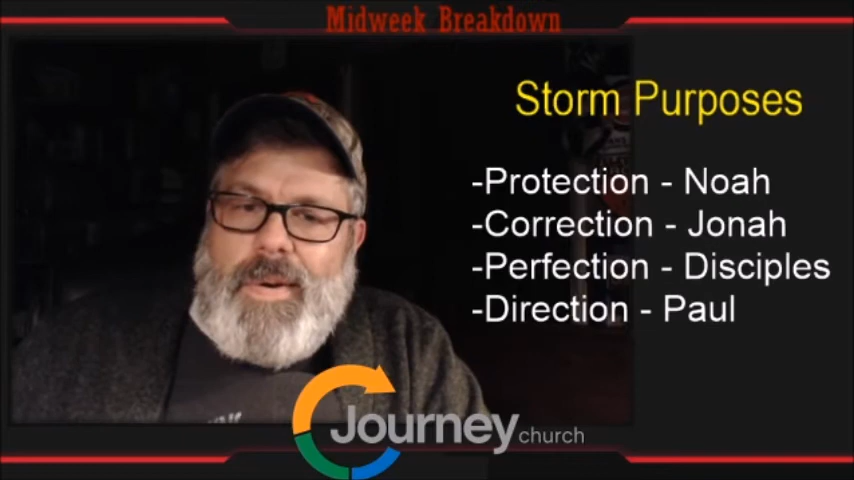 Midweek Breakdown
Storm Purposes
-Protection - Noah
-Correction - Jonah
-Perfection - Disciples
-Direction - Paul
Journey church